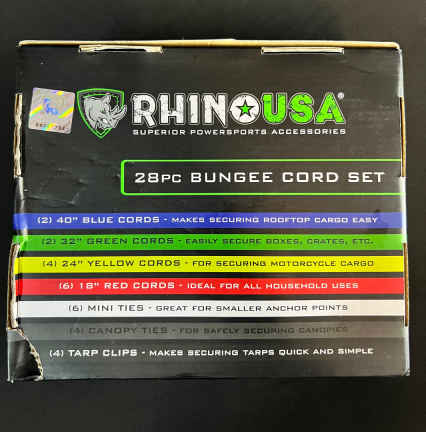 RHINOUSA®
SUPERIOR POWERSPORTS ACCESSORIES
28PC BUNGEE CORD SET
(2) 40" BLUE CORDS - MAKES SECURING ROOFTOP CARGO EASY
(2) 32" GREEN CORDS - EASILY SECURE BOXES, CRATES, ETC.
(4) 24" YELLOW CORDS - FOR SECURING MOTORCYCLE CARGO
(6) 18" RED CORDS - IDEAL FOR ALL HOUSEHOLD USES
(6) MINI TIES - GREAT FOR SMALLER ANCHOR POINTS
(4) CANOPY TIES - FOR SAFELY SECURING CANOPIES
(4) TARP CLIPS - MAKES SECURING TARPS QUICK AND SIMPLE